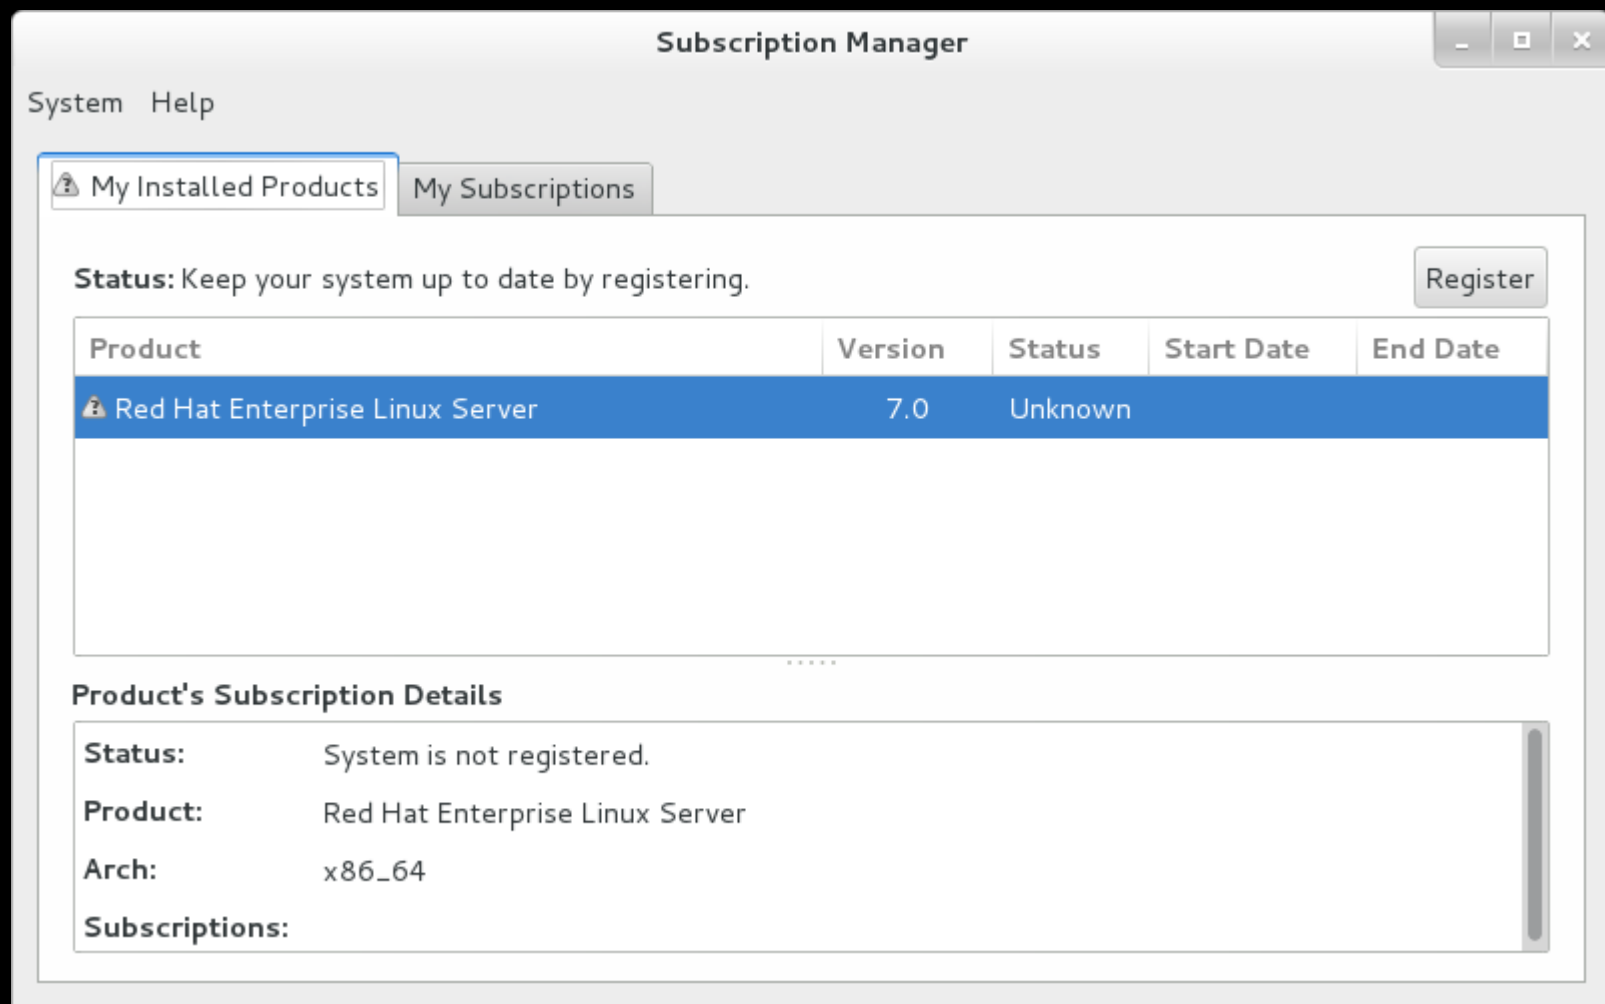 Subscription Manager
System Help
My Installed Products My Subscriptions
Status: Keep your system up to date by registering. Register
Product Version Status Start Date End Date
Red Hat Enterprise Linux Server 7.0 Unknown
Product's Subscription Details
Status: System is not registered.
Product: Red Hat Enterprise Linux Server
Arch: x86_64
Subscriptions: